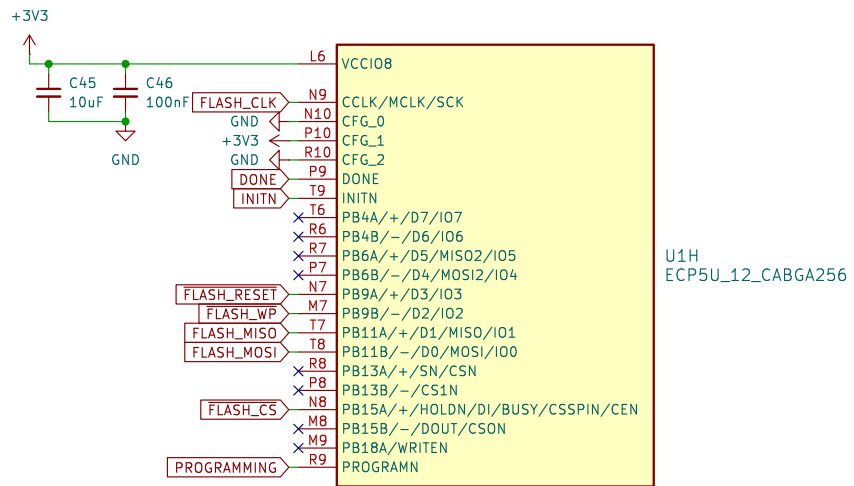 +3V3
L6 VCCIO8
C45 C46
10uF 100nF
FLASH_CLK N9 CCLK/MCLK/SCK
GND N10 CFG_0
+3V3 P10 CFG_1
GND R10 CFG_2
GND
DONE P9 DONE
INITN T9 INITN
T6 PB4A/+/D7/IO7
R6 PB4B/-/D6/IO6
R7 PB6A/+/D5/MISO2/IO5
P7 PB6B/-/D4/MOSI2/IO4
U1H
ECP5U_12_CABGA256
FLASH_RESET N7 PB9A/+/D3/IO3
FLASH_WP M7 PB9B/-/D2/IO2
FLASH_MISO T7 PB11A/+/D1/MISO/IO1
FLASH_MOSI T8 PB11B/-/D0/MOSI/IO0
R8 PB13A/+/SN/CSN
P8 PB13B/-/CS1N
FLASH_CS N8 PB15A/+/HOLDN/DI/BUSY/CSSPIN/CEN
M8 PB15B/-/DOUT/CSON
M9 PB18A/WRITEN
PROGRAMMING R9 PROGRAMN